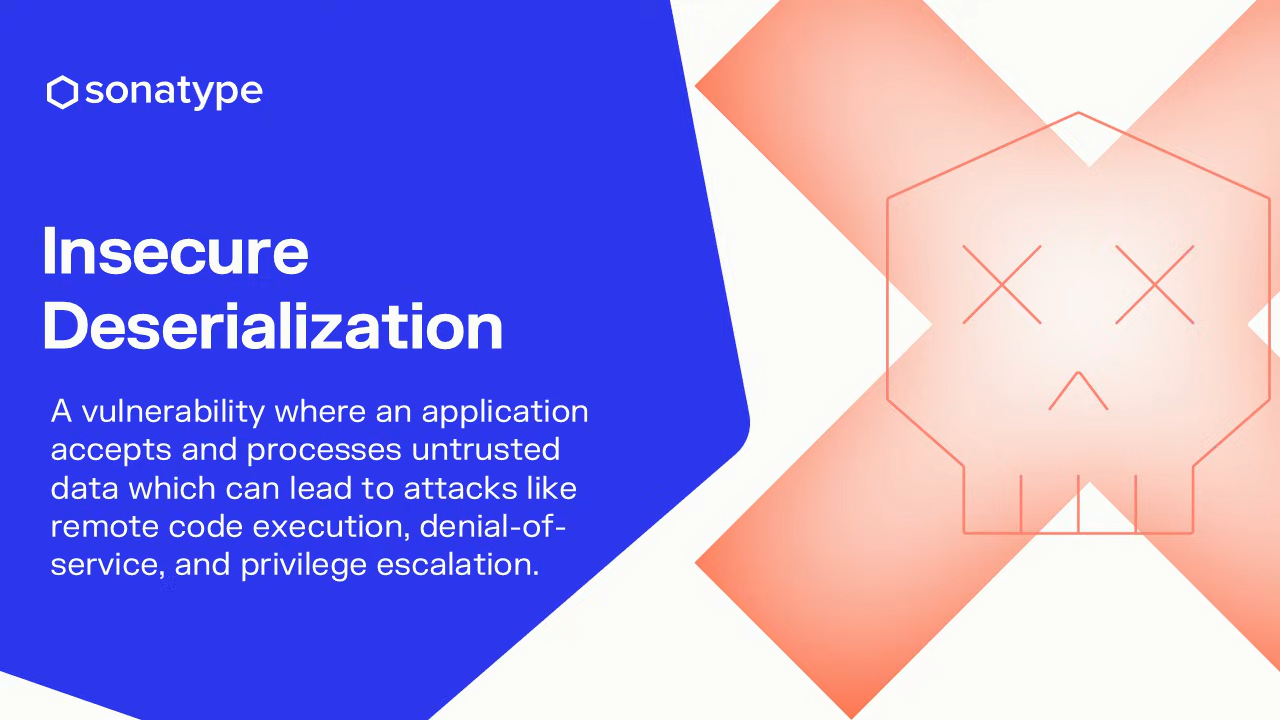 sonatype
Insecure
Deserialization
A vulnerability where an application
accepts and processes untrusted
data which can lead to attacks like
remote code execution, denial-of-
service, and privilege escalation.